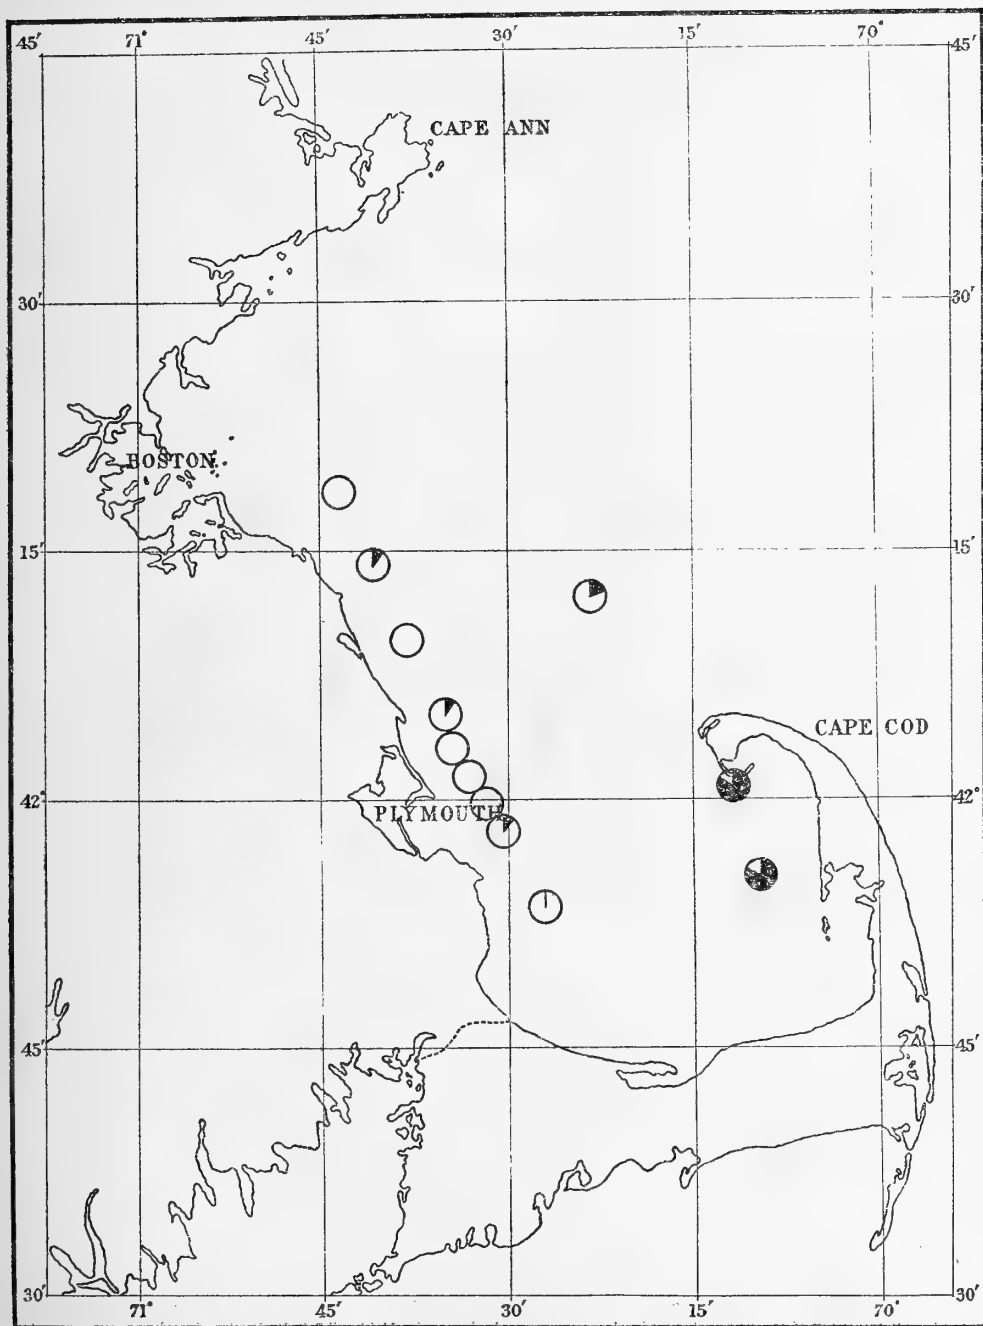 71° 45′ 30′ 15′ 70°
45′ 45′
CAPE ANN
30′ 30′
BOSTON
15′ 15′
CAPE COD
42° 42°
PLYMOUTH
45′ 45′
30′ 30′
71° 45′ 30′ 15′ 70°